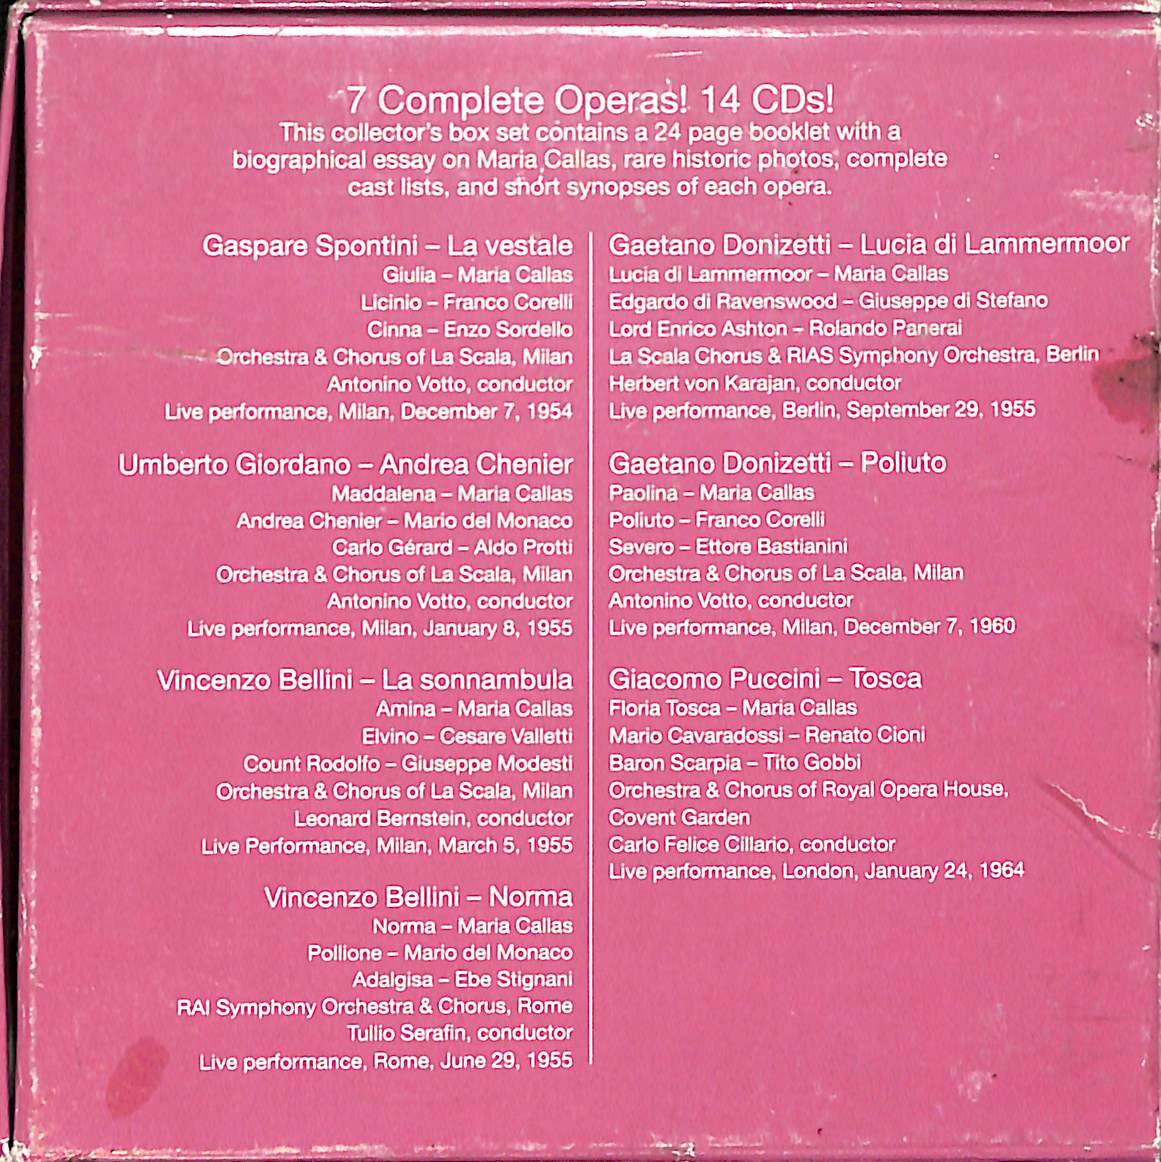 7 Complete Operas! 14 CDs!
This collector's box set contains a 24 page booklet with a
biographical essay on Maria Callas, rare historic photos, complete
cast lists, and short synopses of each opera.
Gaspare Spontini – La vestale
Giulia – Maria Callas
Licinio – Franco Corelli
Cinna – Enzo Sordello
Orchestra & Chorus of La Scala, Milan
Antonino Votto, conductor
Live performance, Milan, December 7, 1954
Umberto Giordano – Andrea Chenier
Maddalena – Maria Callas
Andrea Chenier – Mario del Monaco
Carlo Gérard – Aldo Protti
Orchestra & Chorus of La Scala, Milan
Antonino Votto, conductor
Live performance, Milan, January 8, 1955
Vincenzo Bellini – La sonnambula
Amina – Maria Callas
Elvino – Cesare Valletti
Count Rodolfo – Giuseppe Modesti
Orchestra & Chorus of La Scala, Milan
Leonard Bernstein, conductor
Live Performance, Milan, March 5, 1955
Vincenzo Bellini – Norma
Norma – Maria Callas
Pollione – Mario del Monaco
Adalgisa – Ebe Stignani
RAI Symphony Orchestra & Chorus, Rome
Tullio Serafin, conductor
Live performance, Rome, June 29, 1955
Gaetano Donizetti – Lucia di Lammermoor
Lucia di Lammermoor – Maria Callas
Edgardo di Ravenswood – Giuseppe di Stefano
Lord Enrico Ashton – Rolando Panerai
La Scala Chorus & RIAS Symphony Orchestra, Berlin
Herbert von Karajan, conductor
Live performance, Berlin, September 29, 1955
Gaetano Donizetti – Poliuto
Paolina – Maria Callas
Poliuto – Franco Corelli
Severo – Ettore Bastianini
Orchestra & Chorus of La Scala, Milan
Antonino Votto, conductor
Live performance, Milan, December 7, 1960
Giacomo Puccini – Tosca
Floria Tosca – Maria Callas
Mario Cavaradossi – Renato Cioni
Baron Scarpia – Tito Gobbi
Orchestra & Chorus of Royal Opera House,
Covent Garden
Carlo Felice Cillario, conductor
Live performance, London, January 24, 1964